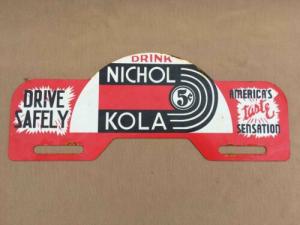 DRINK
NICHOL
5¢
KOLA
DRIVE
SAFELY
AMERICA'S
taste
SENSATION